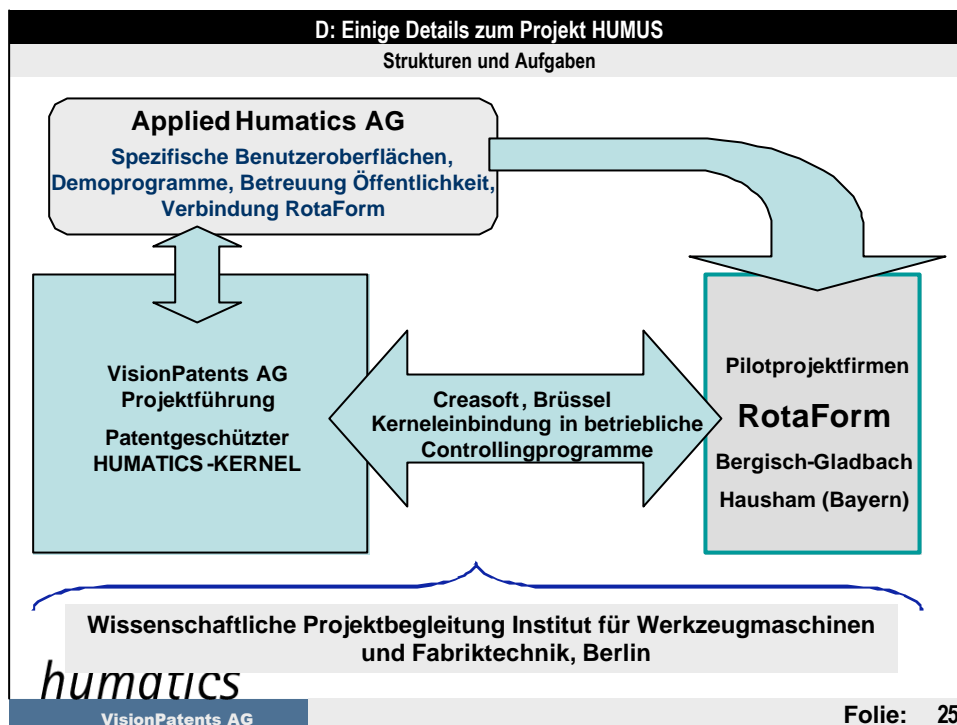 D: Einige Details zum Projekt HUMUS
Strukturen und Aufgaben
Applied Humatics AG
Spezifische Benutzeroberflächen,
Demoprogramme, Betreuung Öffentlichkeit,
Verbindung RotaForm
VisionPatents AG
Projektführung
Patentgeschützter
HUMATICS-KERNEL
Creasoft, Brüssel
Kerneleinbindung in betriebliche
Controllingprogramme
Pilotprojektfirmen
RotaForm
Bergisch-Gladbach
Hausham (Bayern)
Wissenschaftliche Projektbegleitung Institut für Werkzeugmaschinen
und Fabriktechnik, Berlin
humatics
VisionPatents AG
Folie: 25